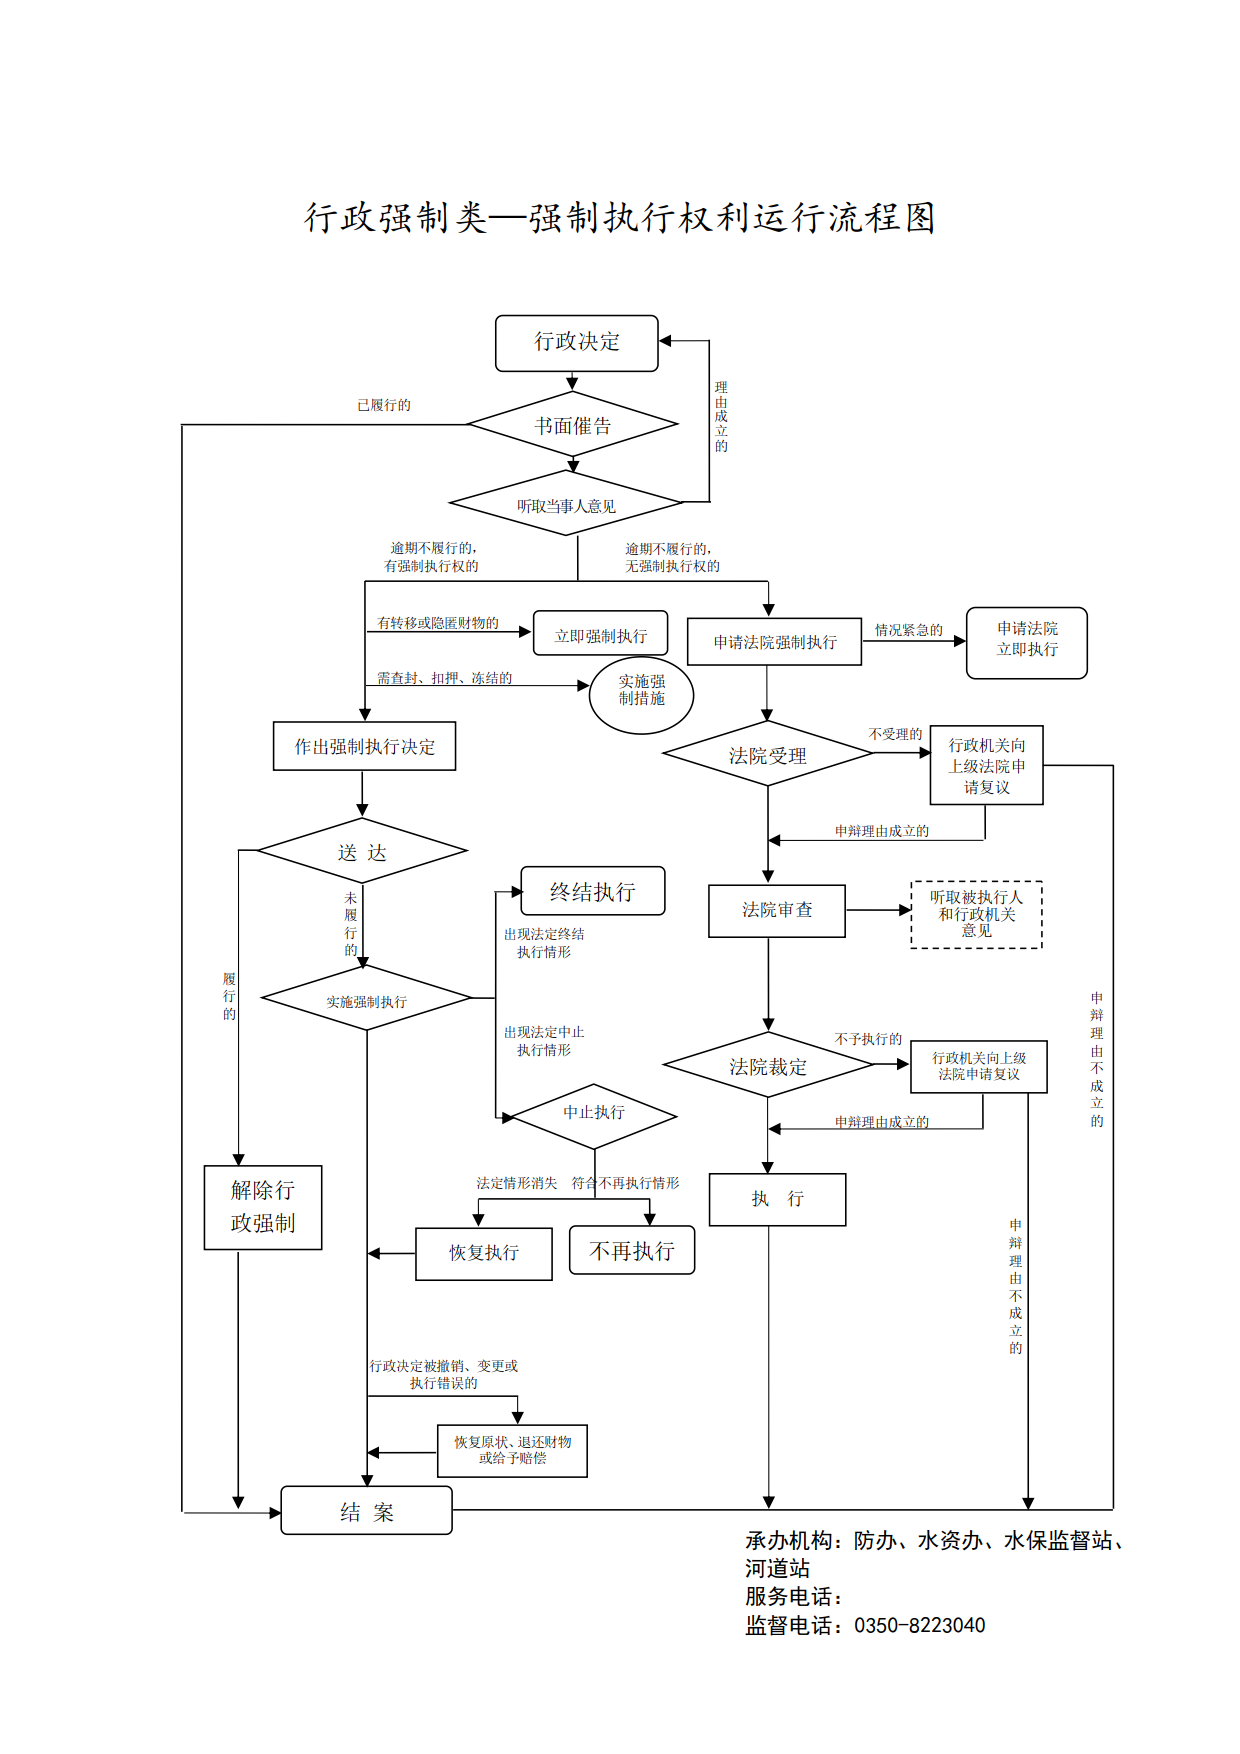 行政强制类—强制执行权利运行流程图
行政决定
理由成立的
已履行的
书面催告
听取当事人意见
逾期不履行的，
有强制执行权的
逾期不履行的，
无强制执行权的
有转移或隐匿财物的
立即强制执行
申请法院强制执行
情况紧急的
申请法院
立即执行
需查封、扣押、冻结的
实施强
制措施
作出强制执行决定
法院受理
不受理的
行政机关向
上级法院申
请复议
申辩理由成立的
送 达
未履行的
终结执行
出现法定终结
执行情形
法院审查
听取被执行人
和行政机关
意见
履行的
实施强制执行
出现法定中止
执行情形
申辩理由不成立的
法院裁定
不予执行的
行政机关向上级
法院申请复议
中止执行
申辩理由成立的
解除行
政强制
法定情形消失
符合不再执行情形
执 行
恢复执行
不再执行
申辩理由不成立的
行政决定被撤销、变更或
执行错误的
恢复原状、退还财物
或给予赔偿
结 案
承办机构：防办、水资办、水保监督站、
河道站
服务电话：
监督电话：0350-8223040